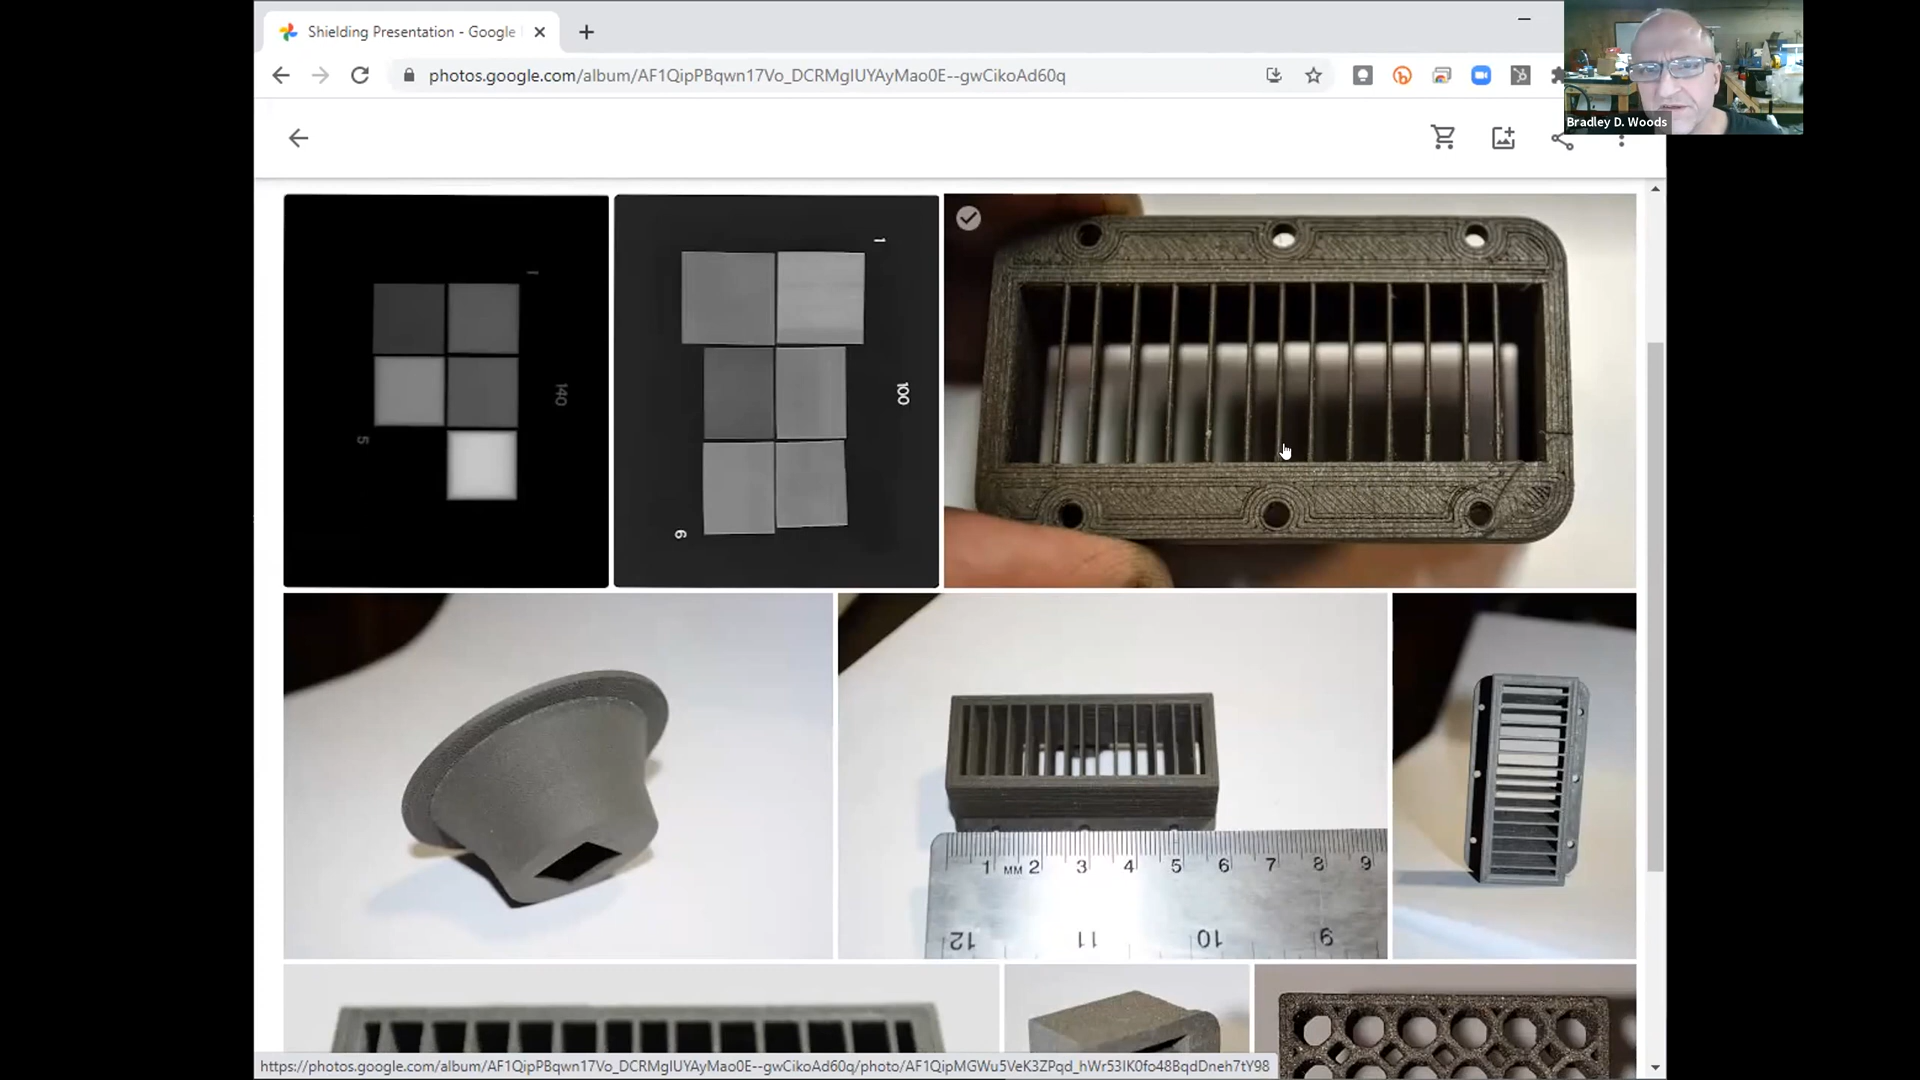 Shielding Presentation - Google
photos.google.com/album/AF1QipPBqwn17Vo_DCRMglUYAyMao0E--gwCikoAd60q
Bradley D. Woods
1
140
5
1
100
6
1 MM 2 3 4 5 6 7 8 9
12 11 10 9
https://photos.google.com/album/AF1QipPBqwn17Vo_DCRMglUYAyMao0E--gwCikoAd60q/photo/AF1QipMGWu5VeK3ZPqd_hWr53IK0fo48BqdDneh7tY98